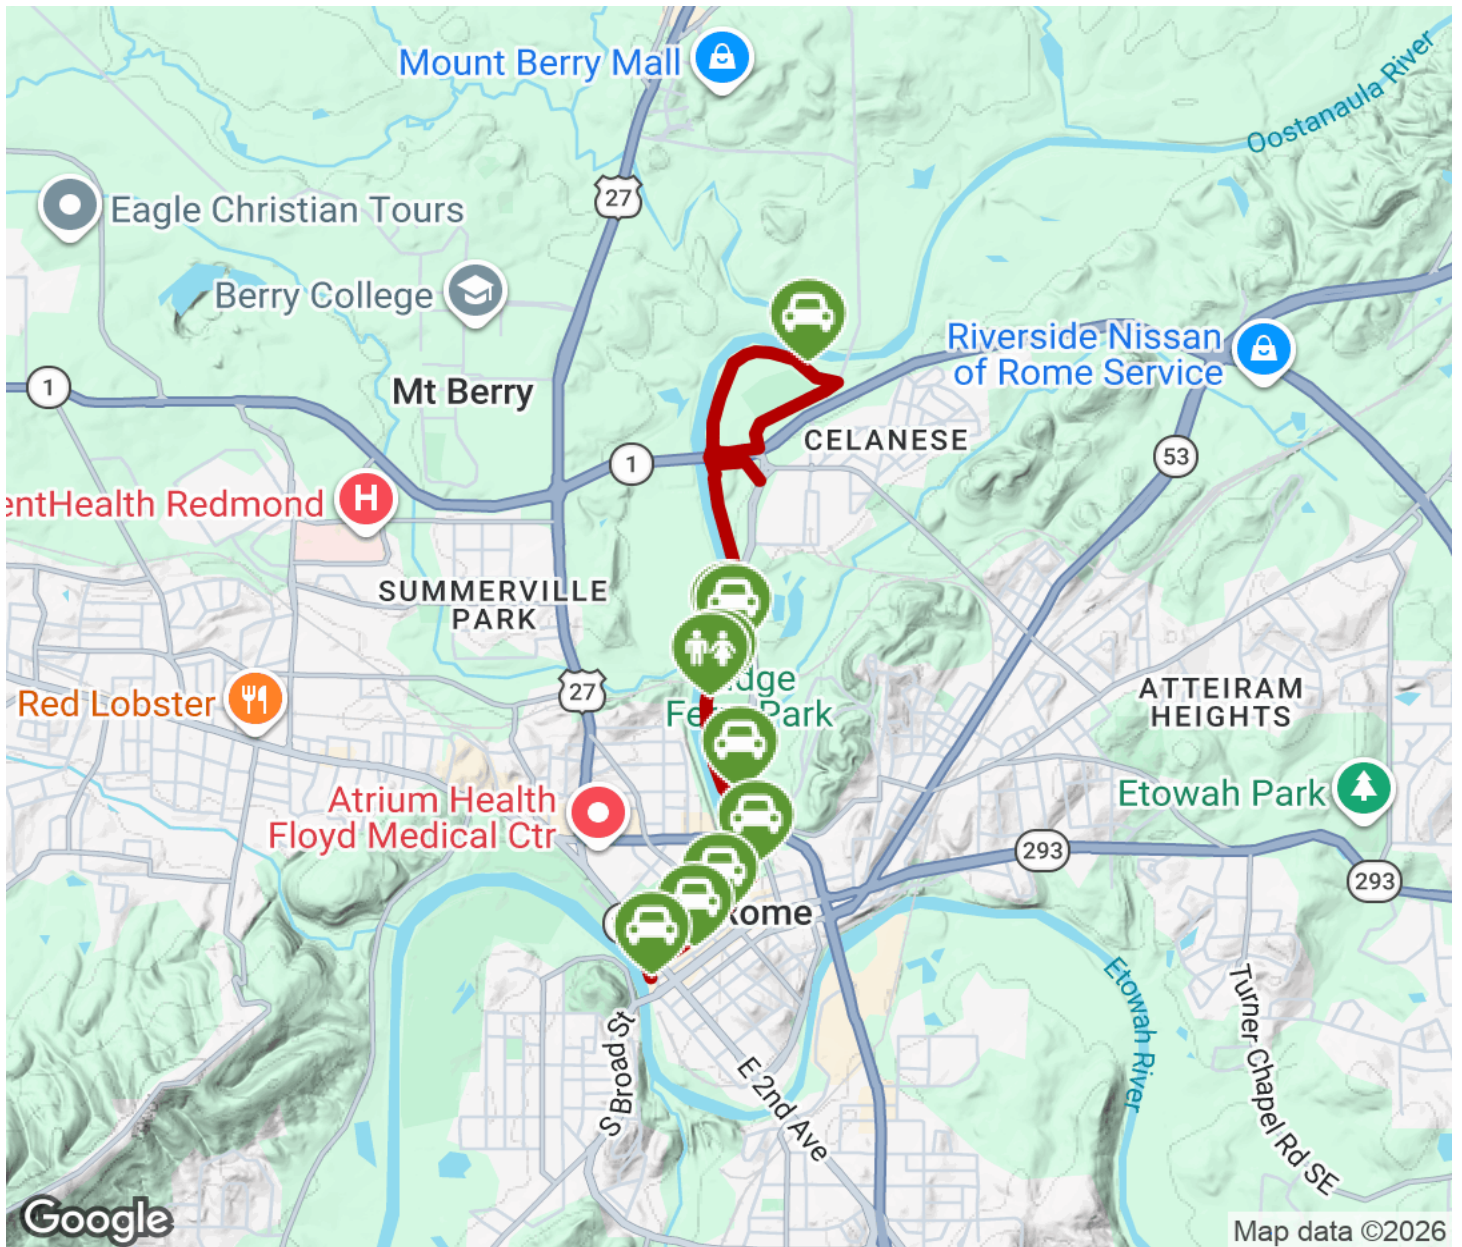 Mount Berry Mall
Oostanaula River
27
Eagle Christian Tours
Berry College
Riverside Nissan
of Rome Service
1
Mt Berry
CELANESE
1
53
entHealth Redmond
H
SUMMERVILLE
PARK
27
Red Lobster
Park
ATTEIRAM
HEIGHTS
Etowah Park
Atrium Health
Floyd Medical Ctr
293
293
Rome
Etowah River
Turner Chapel Rd SE
S Broad St
E 2nd Ave
Google
Map data ©2026